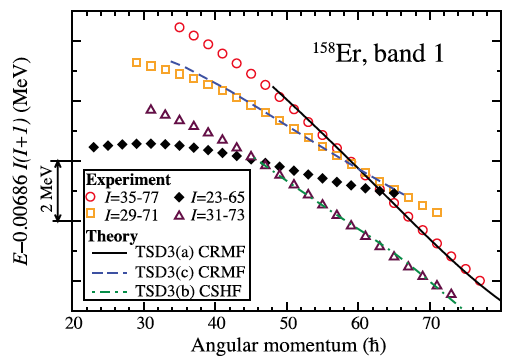 ¹⁵⁸Er, band 1
E–0.00686 I(I+1) (MeV)
2 MeV
Experiment
I=35-77 I=23-65
I=29-71 I=31-73
Theory
TSD3(a) CRMF
TSD3(c) CRMF
TSD3(b) CSHF
20 30 40 50 60 70
Angular momentum (ħ)